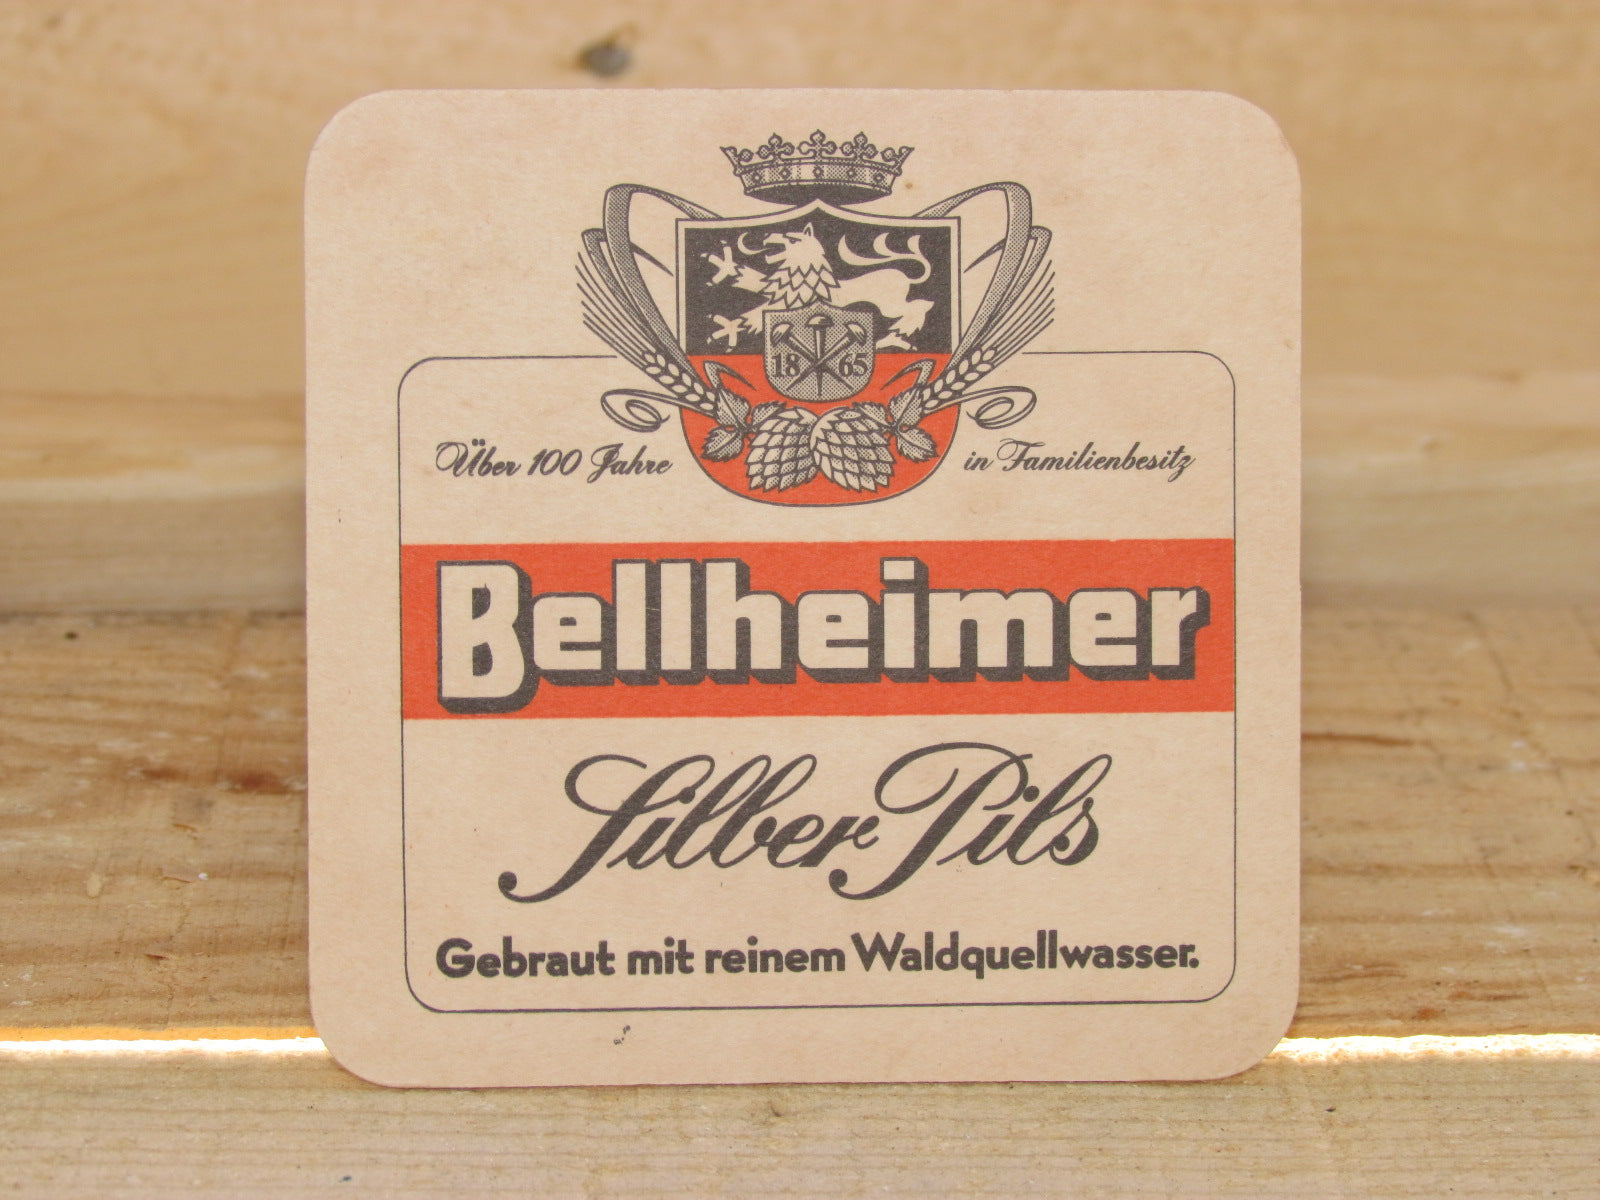 18 65
Über 100 Jahre in Familienbesitz
Bellheimer
Silber Pils
Gebraut mit reinem Waldquellwasser.